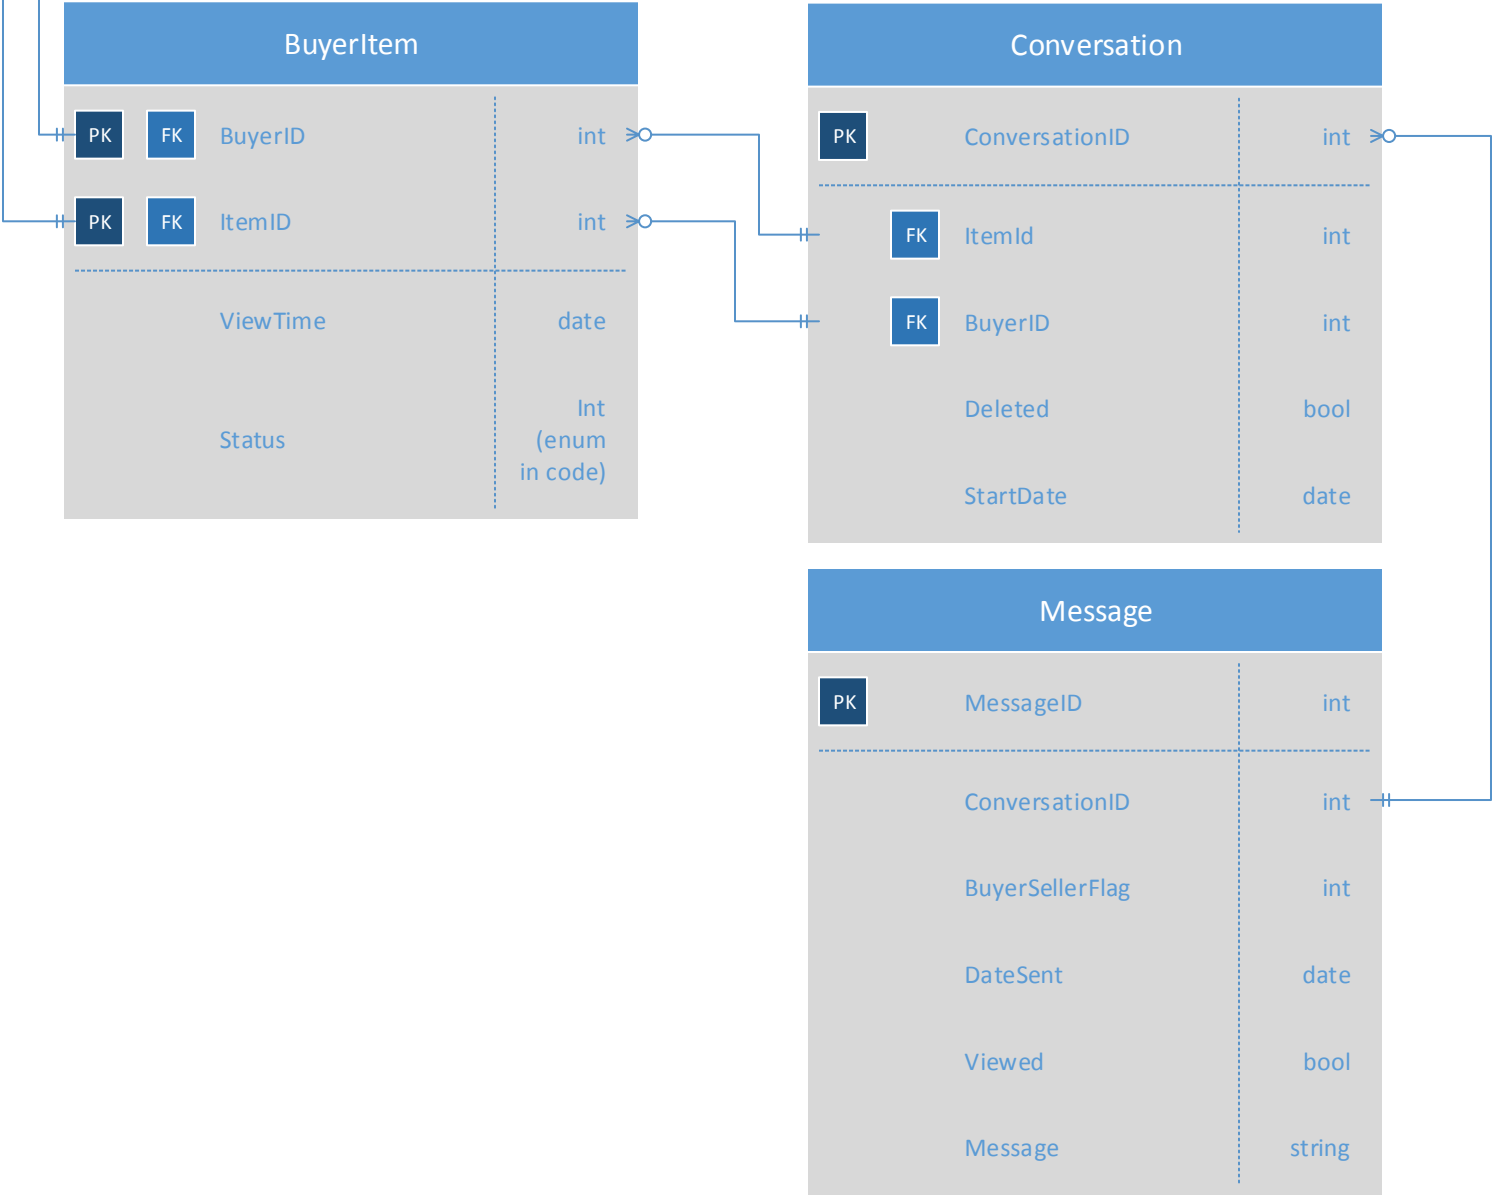 BuyerItem
PK FK BuyerID int
PK FK ItemID int
ViewTime date
Status Int
(enum
in code)
Conversation
PK ConversationID int
FK ItemId int
FK BuyerID int
Deleted bool
StartDate date
Message
PK MessageID int
ConversationID int
BuyerSellerFlag int
DateSent date
Viewed bool
Message string